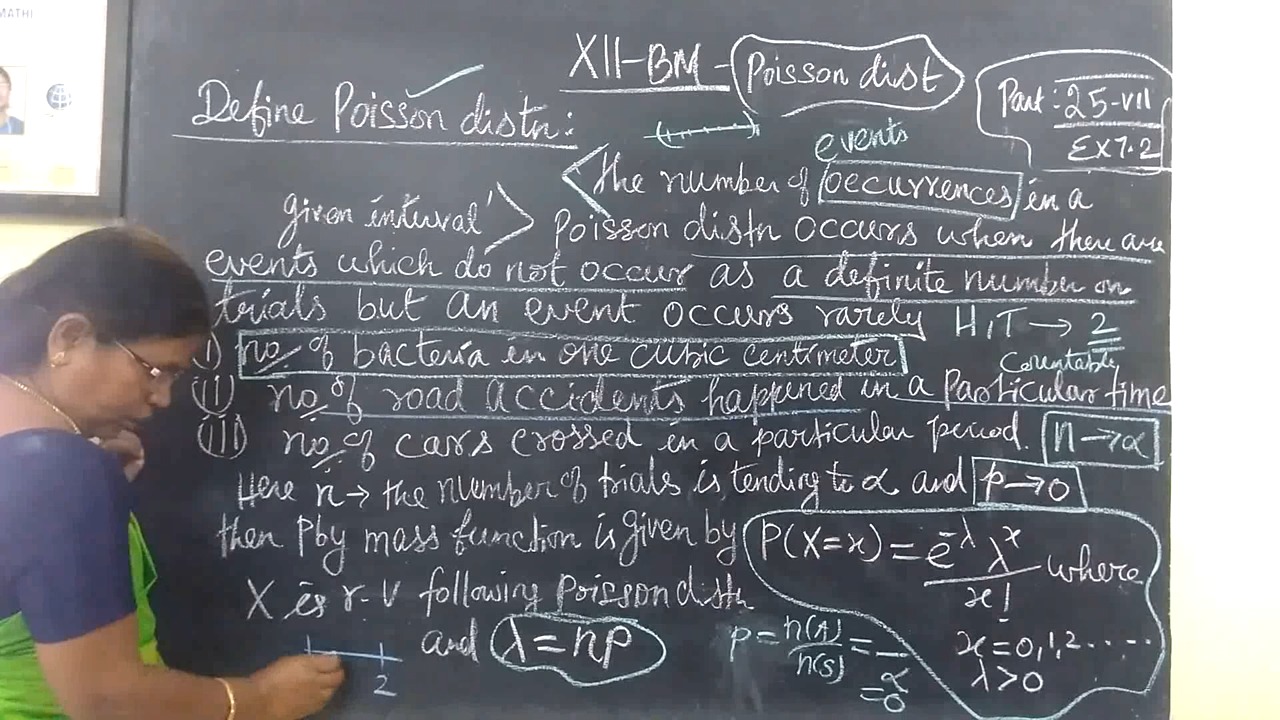 MATHI
XII-BM-Poisson dist
Part: 25-VII
EX 7.2
Define Poisson distn:
events
the number of occurrences in a
given interval
Poisson distn occurs when there are
events which do not occur as a definite number on
trials but an event occurs rarely H,T → 2
i) no. of bacteria in one cubic centimeter
Countable
(ii) no. of road accidents happened in a particular time
(iii) no. of cars crossed in a particular period. n→α
Here n→ the number of trials is tending to α and p→0
then Pby mass function is given by P(X=x) = e^-λ λ^x / x! where
X is r.v following Poisson distn
x=0,1,2.....
λ>0
and λ=np
p = n(A)/n(S) = —/α
=0
2